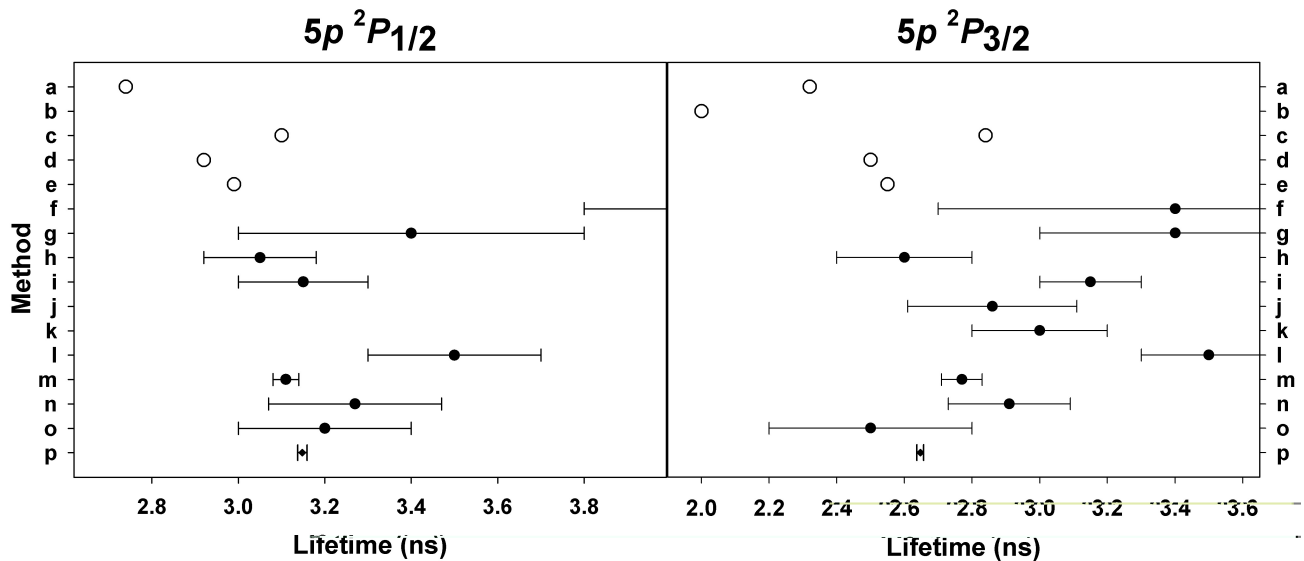 5p ²P1/2 5p ²P3/2
a a
b b
c c
d d
e e
f f
g g
h h
i i
j j
k k
l l
m m
n n
o o
p p
Method
2.8 3.0 3.2 3.4 3.6 3.8 2.0 2.2 2.4 2.6 2.8 3.0 3.2 3.4 3.6
Lifetime (ns) Lifetime (ns)